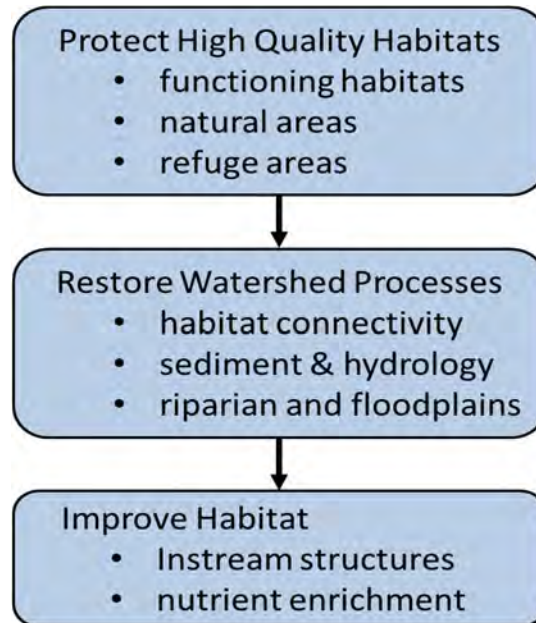 Protect High Quality Habitats
• functioning habitats
• natural areas
• refuge areas
Restore Watershed Processes
• habitat connectivity
• sediment & hydrology
• riparian and floodplains
Improve Habitat
• Instream structures
• nutrient enrichment